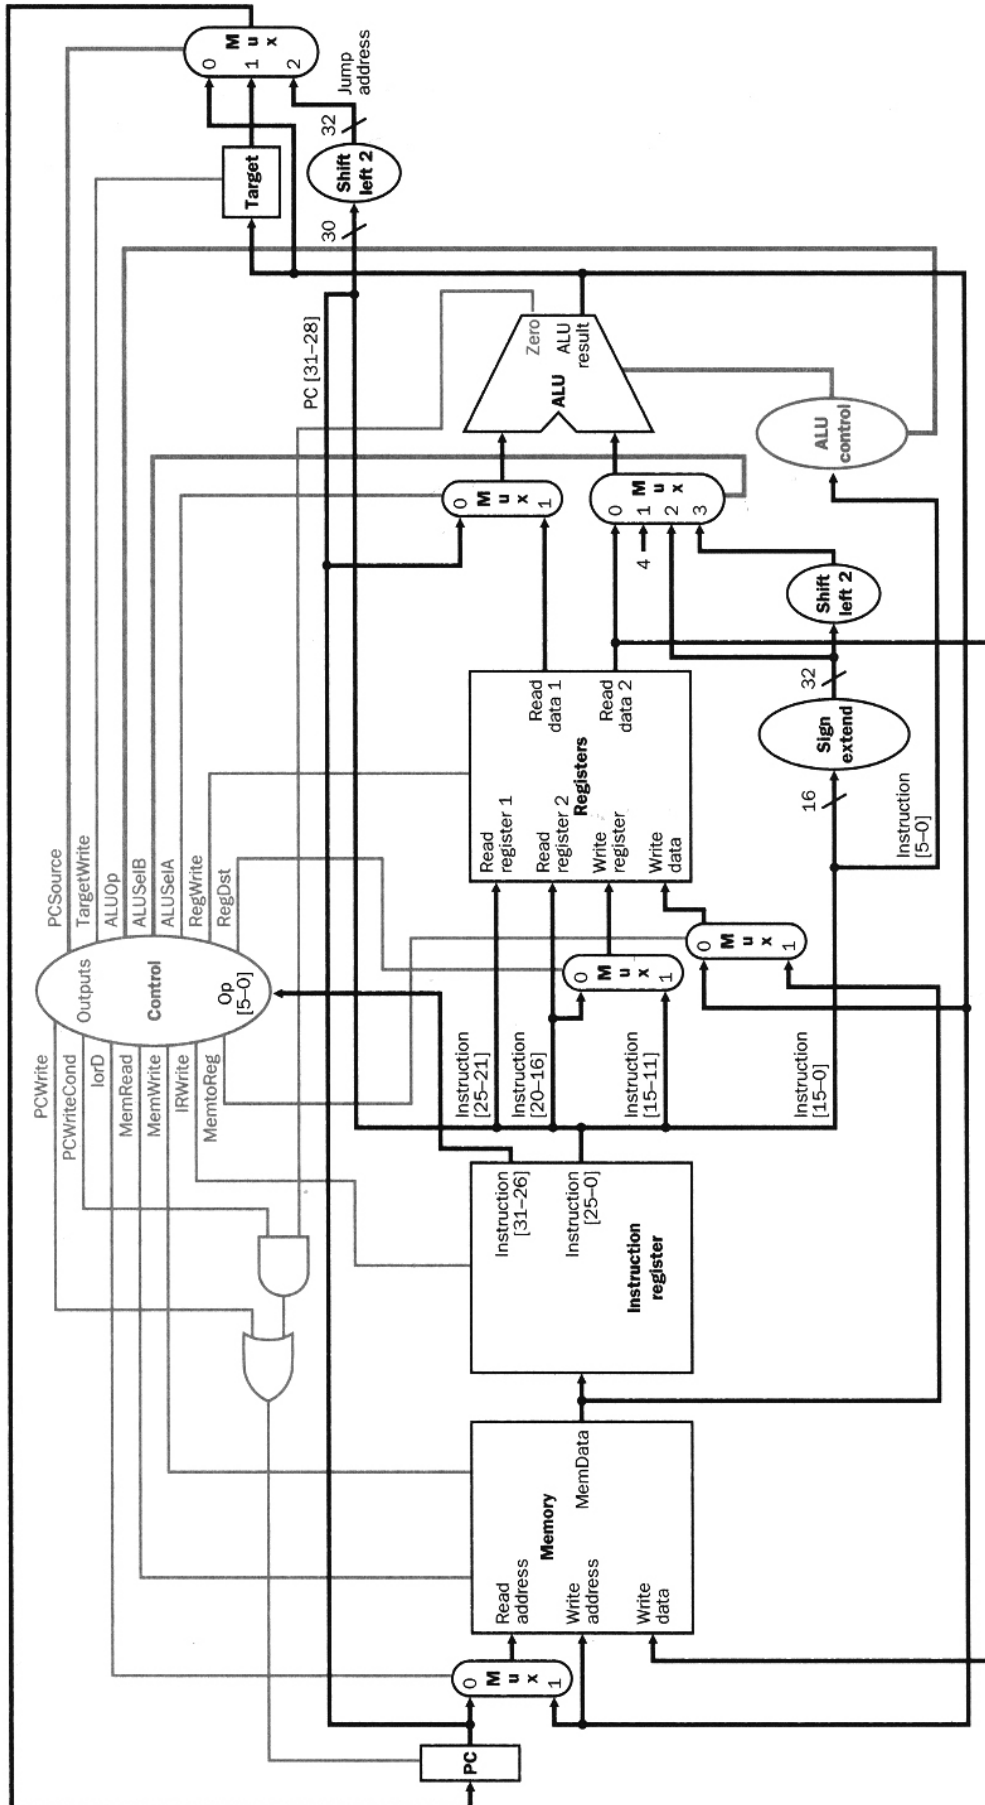 PCWrite
PCWriteCond
IorD
MemRead
MemWrite
IRWrite
MemtoReg
Outputs
Control
Op
[5–0]
PCSource
TargetWrite
ALUOp
ALUSelB
ALUSelA
RegWrite
RegDst
PC
0
M
u
x
1
Read
address
Memory
Write
address
MemData
Write
data
Instruction
[31–26]
Instruction
[25–0]
Instruction
register
Instruction
[25–21]
Instruction
[20–16]
Instruction
[15–11]
Instruction
[15–0]
0
M
u
x
1
0
M
u
x
1
Read
register 1
Read
register 2
Registers
Write
register
Write
data
Read
data 1
Read
data 2
16
Sign
extend
32
Instruction
[5–0]
Shift
left 2
0
M
u
x
1
4
0
1
2
3
M
u
x
PC [31–28]
Zero
ALU
ALU
result
ALU
control
30
Shift
left 2
32
Jump
address
Target
0
1
2
M
u
x